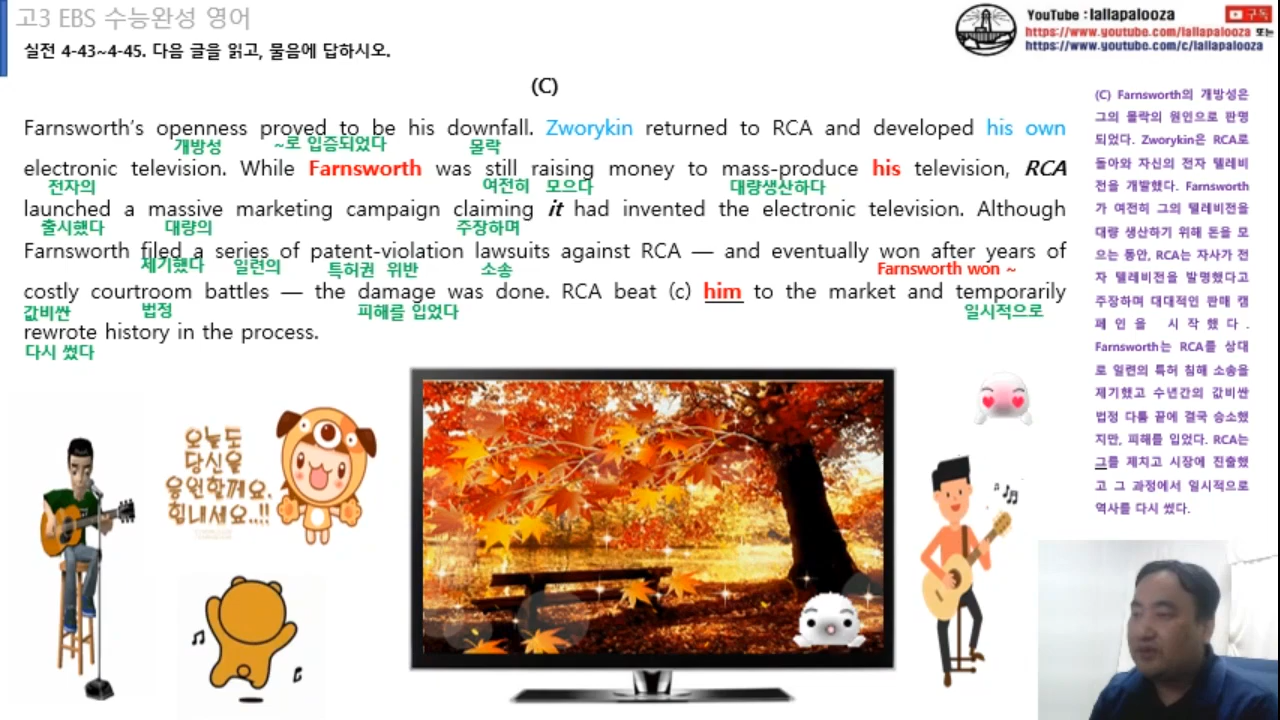 고3 EBS 수능완성 영어
실전 4-43~4-45. 다음 글을 읽고, 물음에 답하시오.
YouTube : lallapalooza
구독
https://www.youtube.com/lallapalooza 또는
https://www.youtube.com/c/lallapalooza
(C)
Farnsworth's openness proved to be his downfall. Zworykin returned to RCA and developed his own
개방성 ~로 입증되었다 몰락
electronic television. While Farnsworth was still raising money to mass-produce his television, RCA
전자의 여전히 모으다 대량생산하다
launched a massive marketing campaign claiming it had invented the electronic television. Although
출시했다 대량의 주장하며
Farnsworth filed a series of patent-violation lawsuits against RCA — and eventually won after years of
제기했다 일련의 특허권 위반 소송 Farnsworth won ~
costly courtroom battles — the damage was done. RCA beat (c) him to the market and temporarily
값비싼 법정 피해를 입었다 일시적으로
rewrote history in the process.
다시 썼다
(C) Farnsworth의 개방성은
그의 몰락의 원인으로 판명
되었다. Zworykin은 RCA로
돌아와 자신의 전자 텔레비
전을 개발했다. Farnsworth
가 여전히 그의 텔레비전을
대량 생산하기 위해 돈을 모
으는 동안, RCA는 자사가 전
자 텔레비전을 발명했다고
주장하며 대대적인 판매 캠
페인을 시작했다.
Farnsworth는 RCA를 상대
로 일련의 특허 침해 소송을
제기했고 수년간의 값비싼
법정 다툼 끝에 결국 승소했
지만, 피해를 입었다. RCA는
그를 제치고 시장에 진출했
고 그 과정에서 일시적으로
역사를 다시 썼다.
오늘도
당신을
응원할께요.
힘내세요..!!